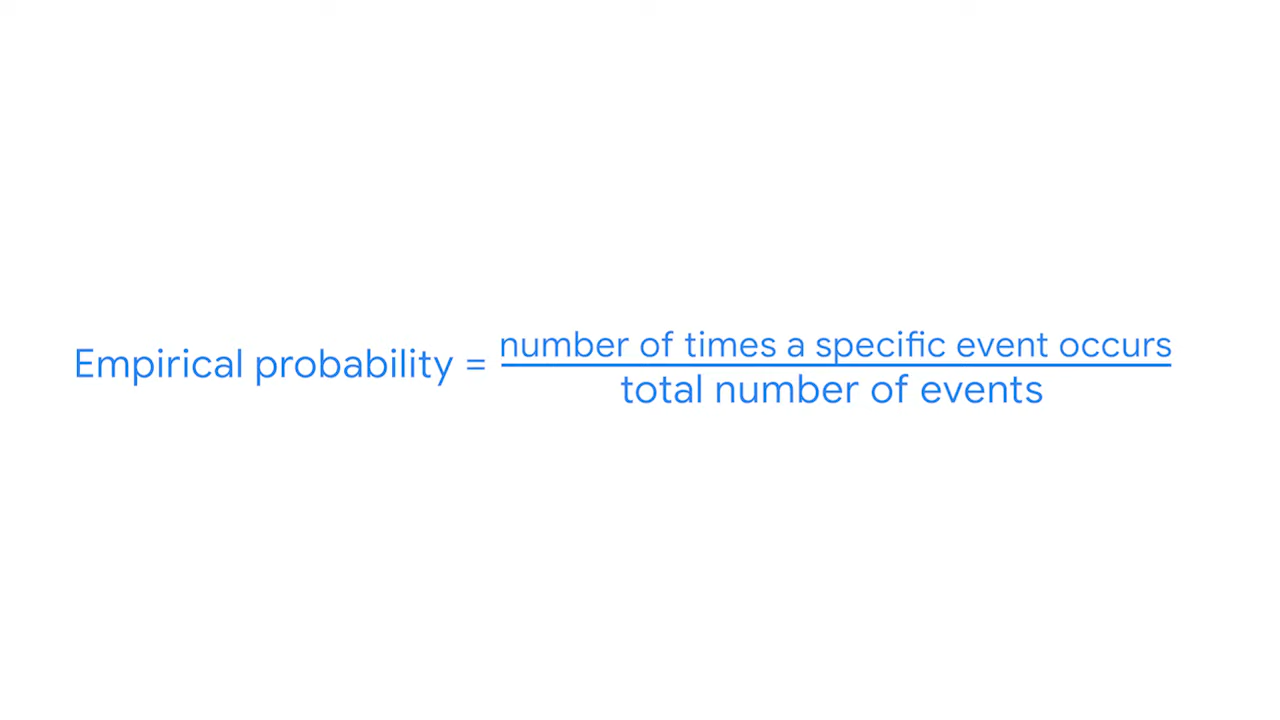 Empirical probability = number of times a specific event occurs
total number of events